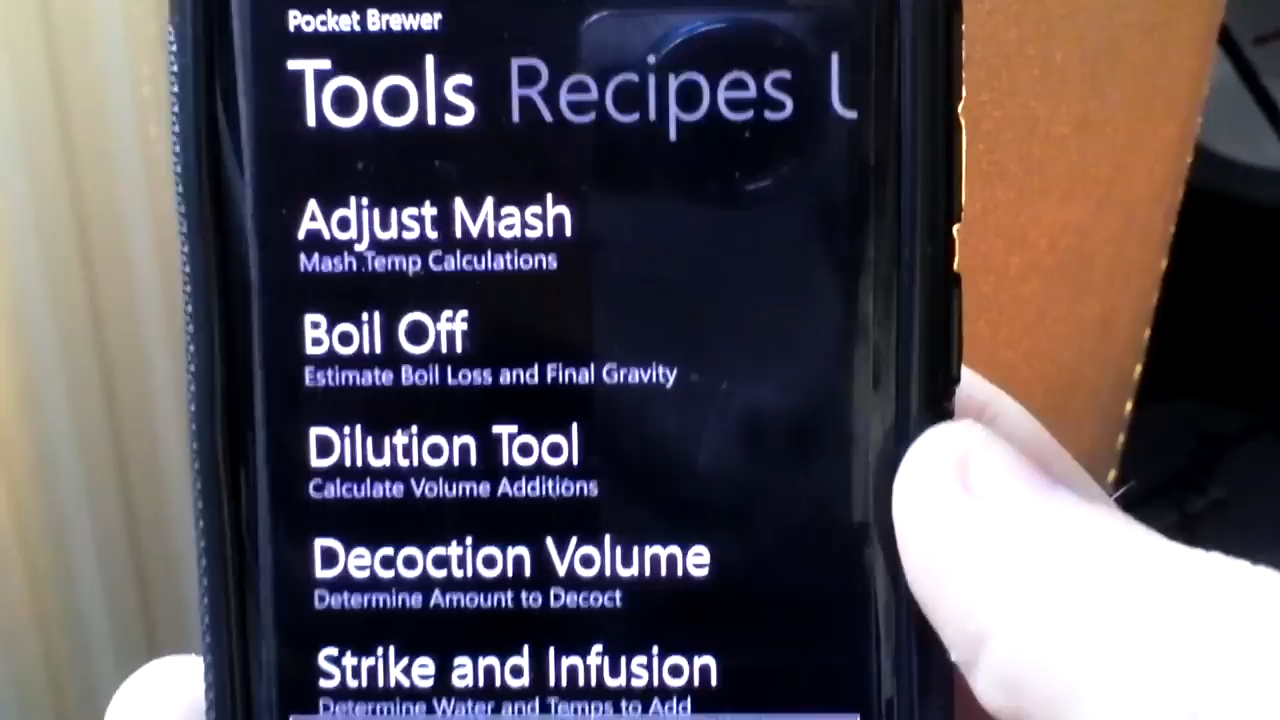 Pocket Brewer
Tools Recipes
Adjust Mash
Mash Temp Calculations
Boil Off
Estimate Boil Loss and Final Gravity
Dilution Tool
Calculate Volume Additions
Decoction Volume
Determine Amount to Decoct
Strike and Infusion
Determine Water and Temps to Add